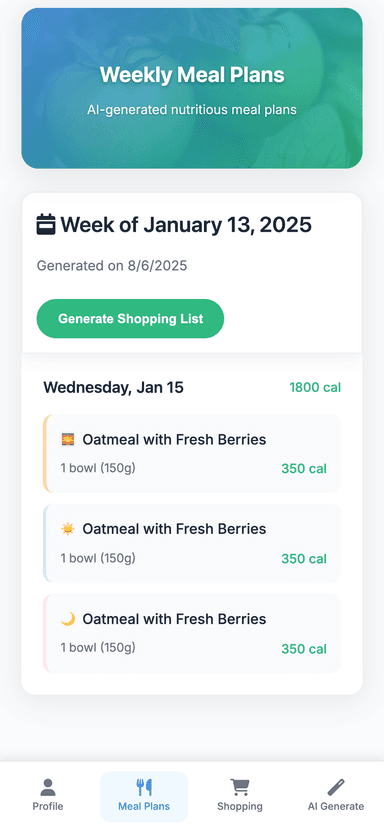 Weekly Meal Plans
AI-generated nutritious meal plans
Week of January 13, 2025
Generated on 8/6/2025
Generate Shopping List
Wednesday, Jan 15 1800 cal
Oatmeal with Fresh Berries
1 bowl (150g) 350 cal
Oatmeal with Fresh Berries
1 bowl (150g) 350 cal
Oatmeal with Fresh Berries
1 bowl (150g) 350 cal
Profile Meal Plans Shopping AI Generate